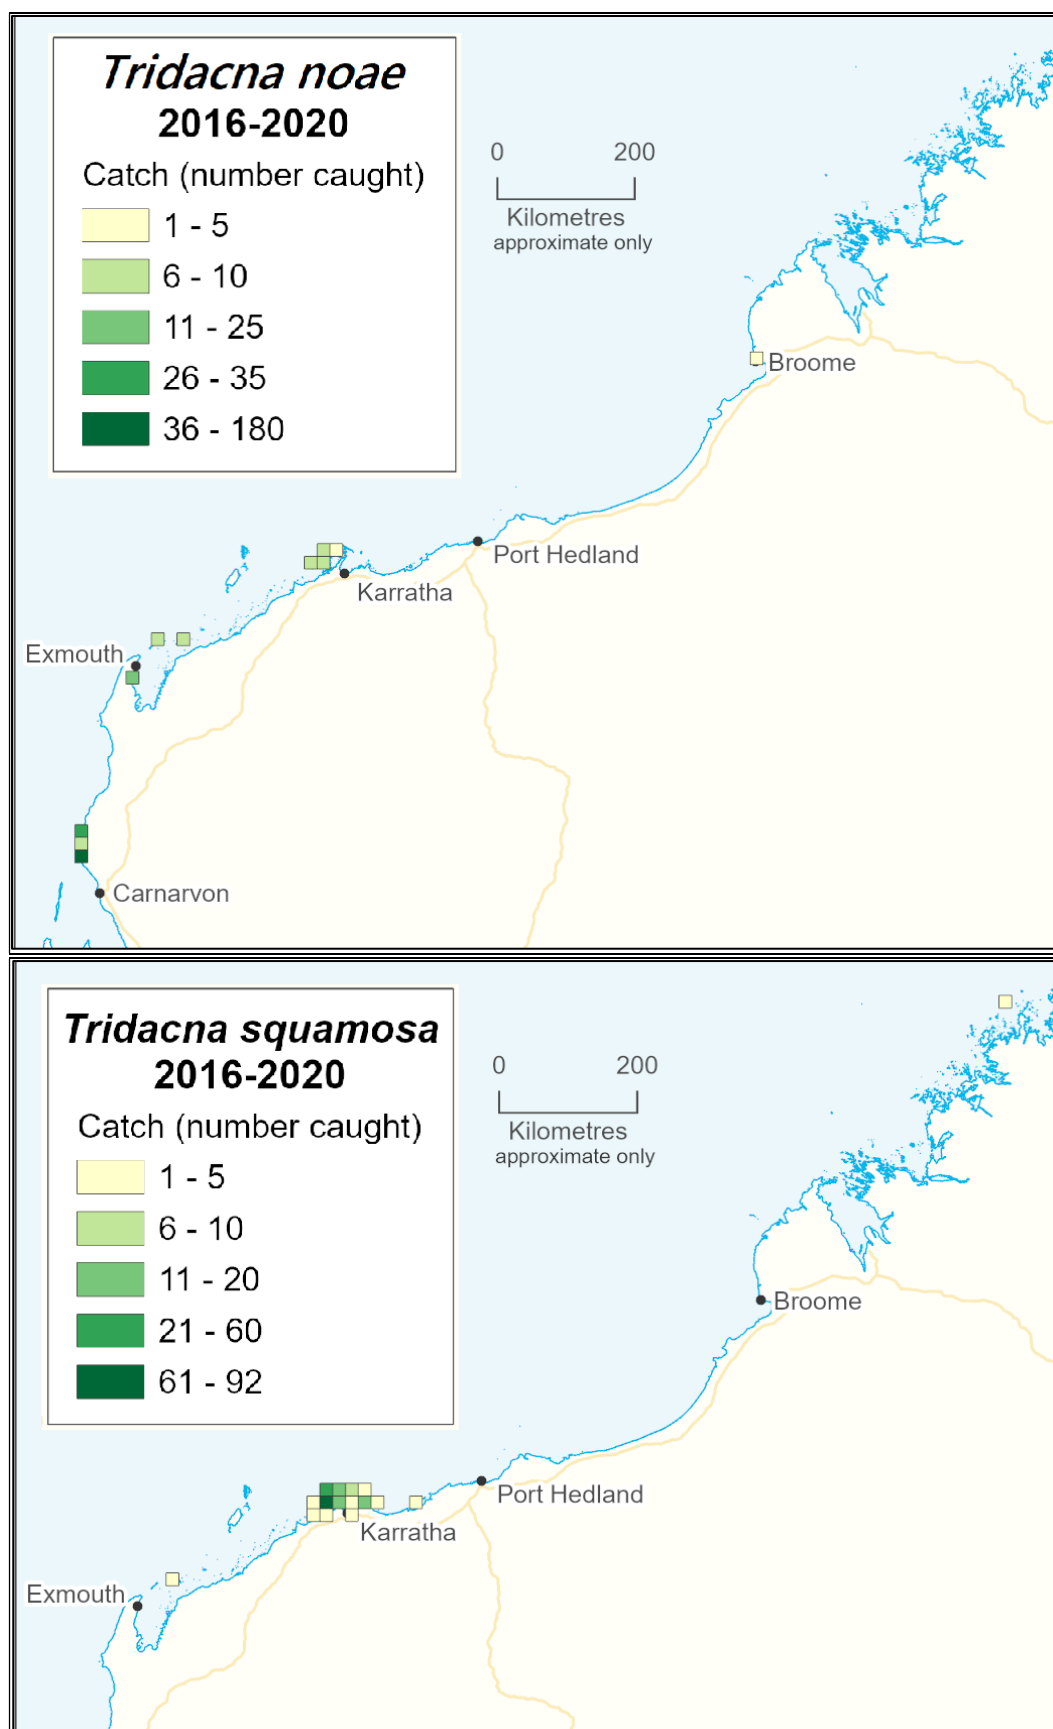 Tridacna noae
2016-2020
Catch (number caught)
1 - 5
6 - 10
11 - 25
26 - 35
36 - 180
0 200
Kilometres
approximate only
Broome
Port Hedland
Karratha
Exmouth
Carnarvon
Tridacna squamosa
2016-2020
Catch (number caught)
1 - 5
6 - 10
11 - 20
21 - 60
61 - 92
0 200
Kilometres
approximate only
Broome
Port Hedland
Karratha
Exmouth